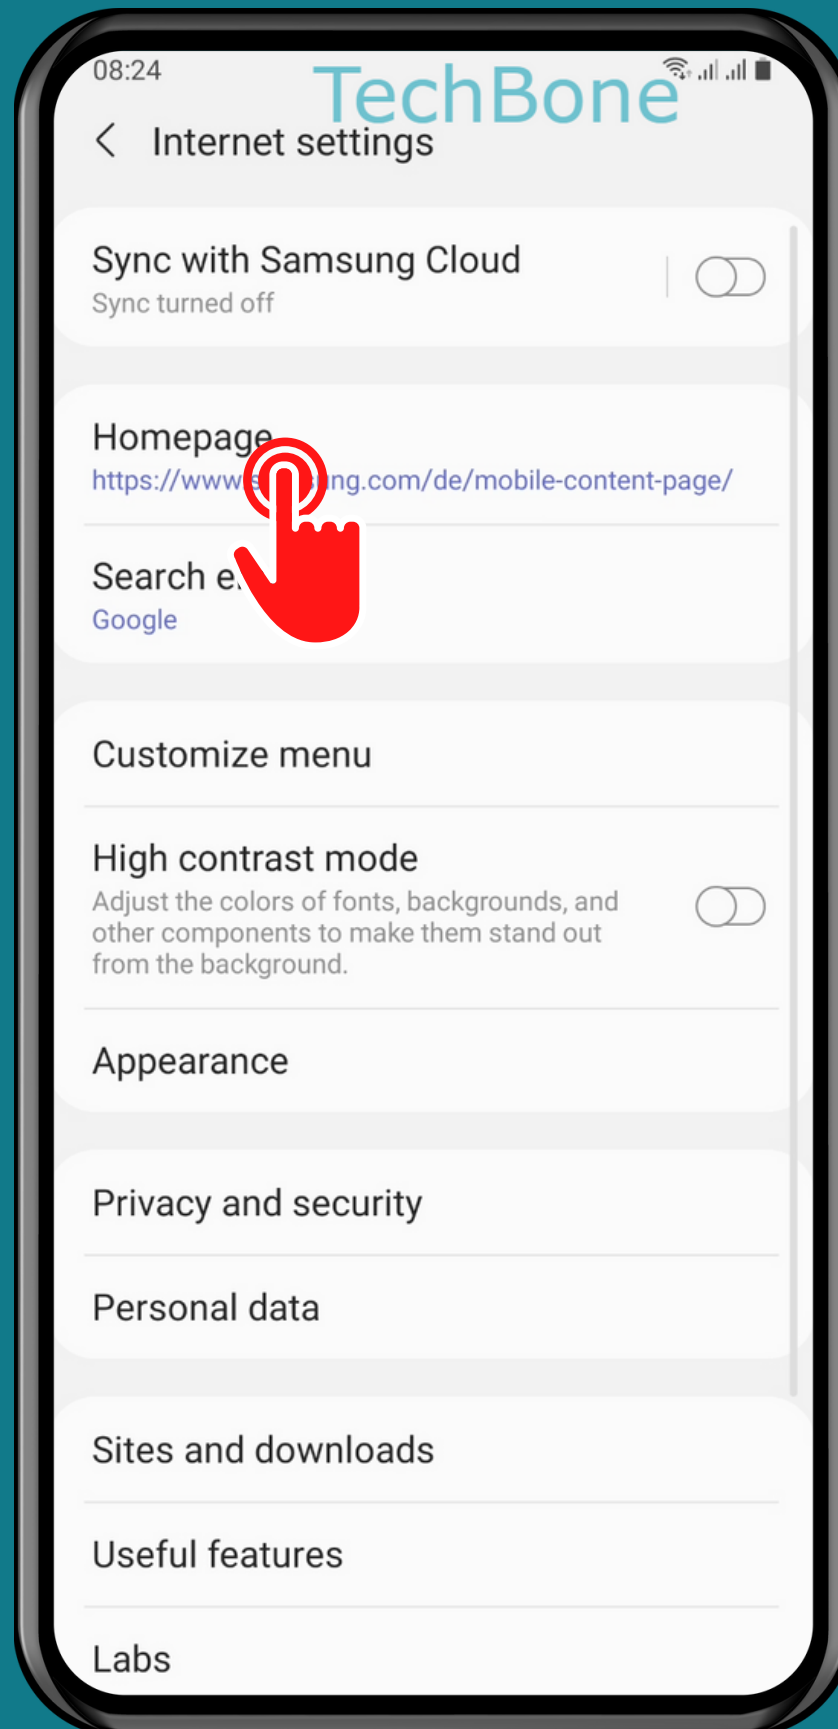 08:24
TechBone
Internet settings
Sync with Samsung Cloud
Sync turned off
Homepage
https://www.s ng.com/de/mobile-content-page/
Search e
Google
Customize menu
High contrast mode
Adjust the colors of fonts, backgrounds, and
other components to make them stand out
from the background.
Appearance
Privacy and security
Personal data
Sites and downloads
Useful features
Labs